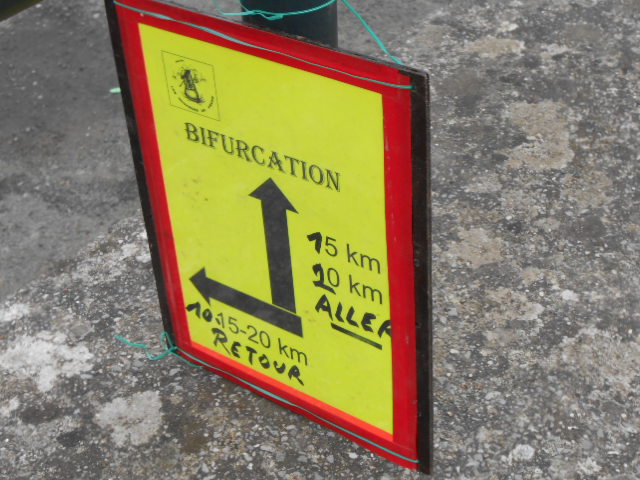 BIFURCATION
15 km
20 km
ALLER
10-15-20 km
RETOUR